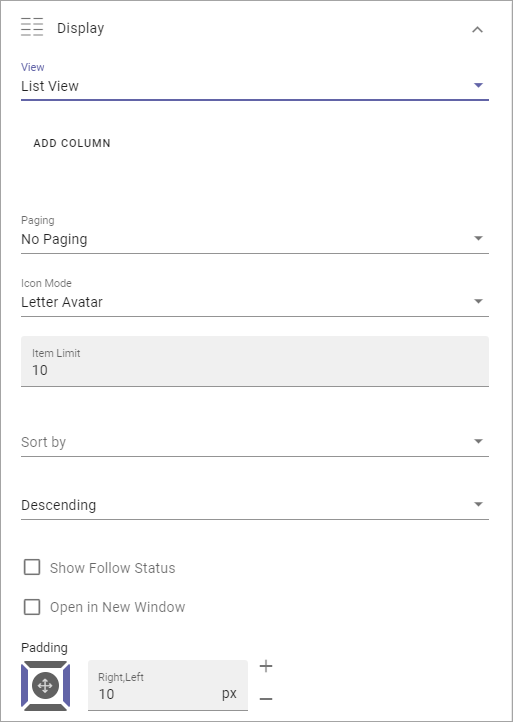 Display
View
List View
ADD COLUMN
Paging
No Paging
Icon Mode
Letter Avatar
Item Limit
10
Sort by
Descending
Show Follow Status
Open in New Window
Padding
Right,Left
10 px